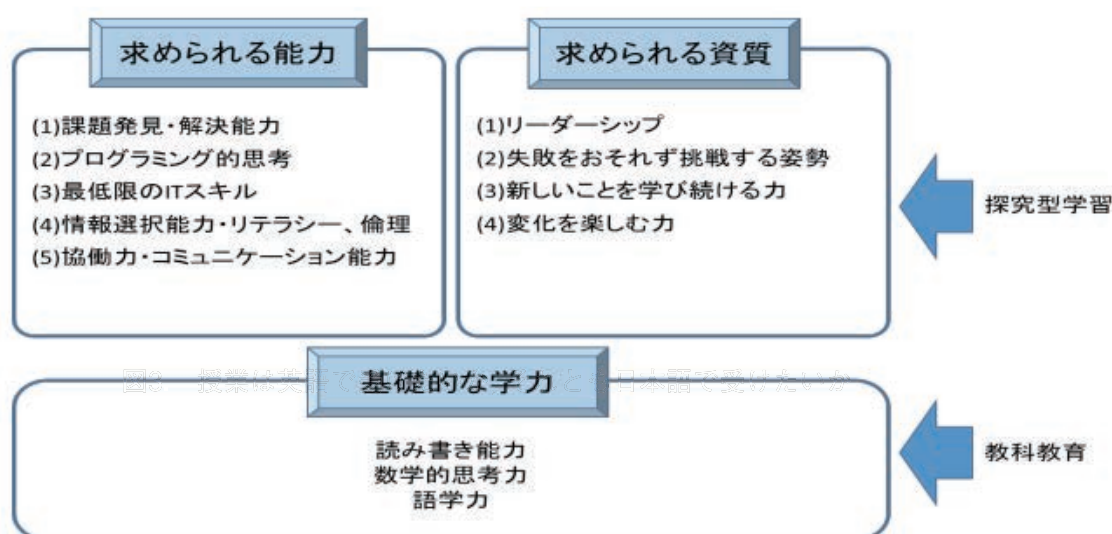 求められる能力
(1)課題発見・解決能力
(2)プログラミング的思考
(3)最低限のITスキル
(4)情報選択能力・リテラシー、倫理
(5)協働力・コミュニケーション能力
求められる資質
(1)リーダーシップ
(2)失敗をおそれず挑戦する姿勢
(3)新しいことを学び続ける力
(4)変化を楽しむ力
探究型学習
基礎的な学力
読み書き能力
数学的思考力
語学力
教科教育